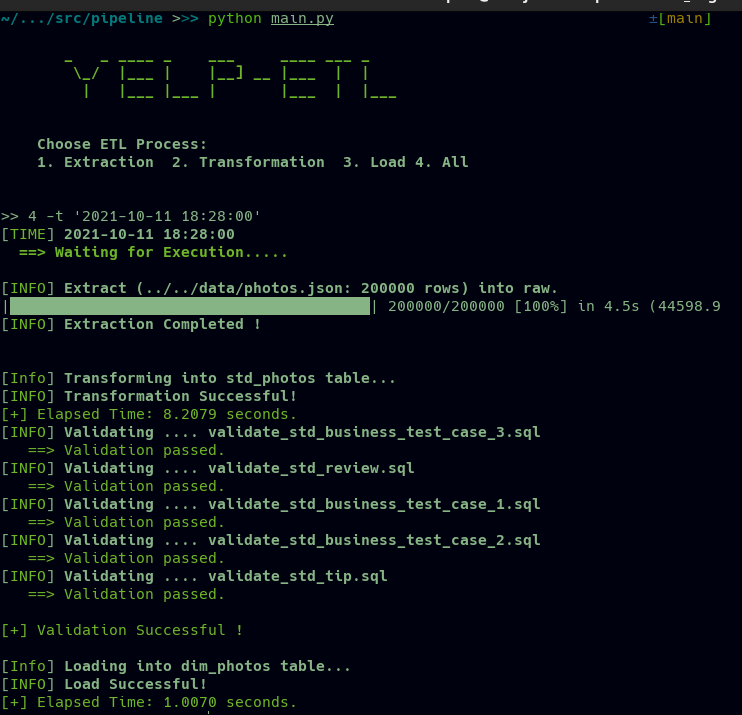 ~/.../src/pipeline >>> python main.py ±[main]
YELP-ETL
Choose ETL Process:
1. Extraction 2. Transformation 3. Load 4. All
>> 4 -t '2021-10-11 18:28:00'
[TIME] 2021-10-11 18:28:00
==> Waiting for Execution.....
[INFO] Extract (../../data/photos.json: 200000 rows) into raw.
| | 200000/200000 [100%] in 4.5s (44598.9
[INFO] Extraction Completed !
[Info] Transforming into std_photos table...
[INFO] Transformation Successful!
[+] Elapsed Time: 8.2079 seconds.
[INFO] Validating .... validate_std_business_test_case_3.sql
==> Validation passed.
[INFO] Validating .... validate_std_review.sql
==> Validation passed.
[INFO] Validating .... validate_std_business_test_case_1.sql
==> Validation passed.
[INFO] Validating .... validate_std_business_test_case_2.sql
==> Validation passed.
[INFO] Validating .... validate_std_tip.sql
==> Validation passed.
[+] Validation Successful !
[Info] Loading into dim_photos table...
[INFO] Load Successful!
[+] Elapsed Time: 1.0070 seconds.